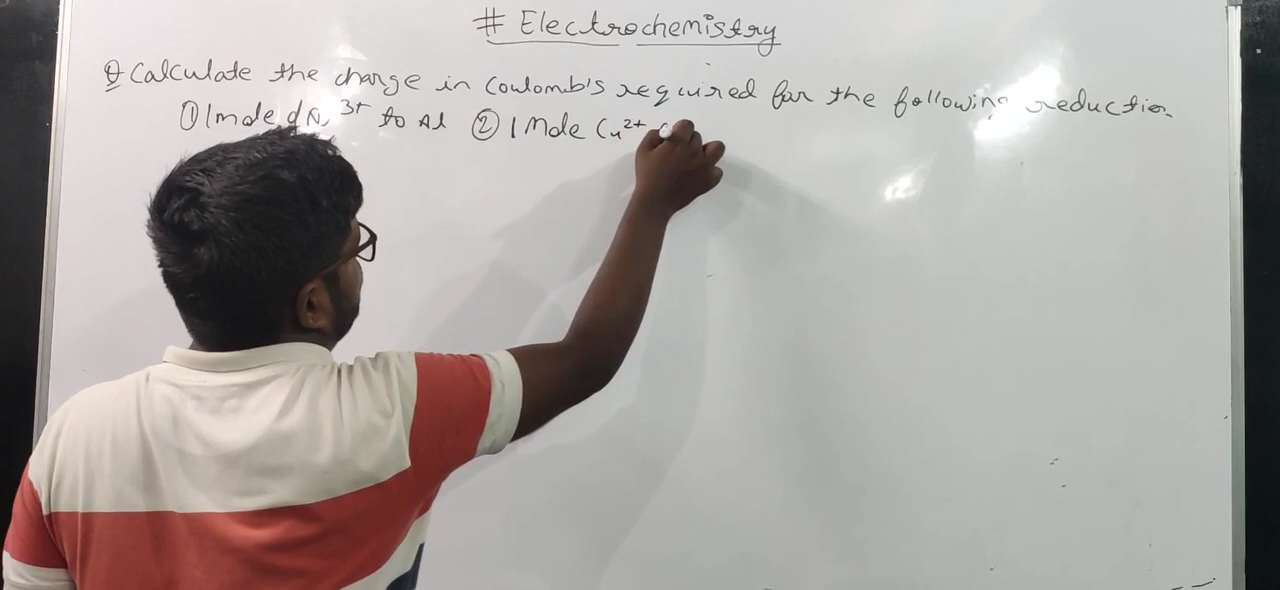 # Electrochemistry
Q Calculate the charge in Coulomb's required for the following reduction
① 1 mole of 3+ to Al ② 1 Mole Cu²⁺